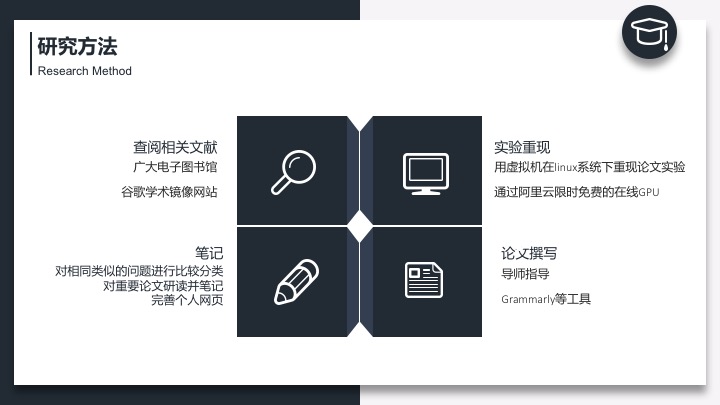 研究方法
Research Method
查阅相关文献
广大电子图书馆
谷歌学术镜像网站
实验重现
用虚拟机在linux系统下重现论文实验
通过阿里云限时免费的在线GPU
笔记
对相同类似的问题进行比较分类
对重要论文研读并笔记
完善个人网页
论文撰写
导师指导
Grammarly等工具